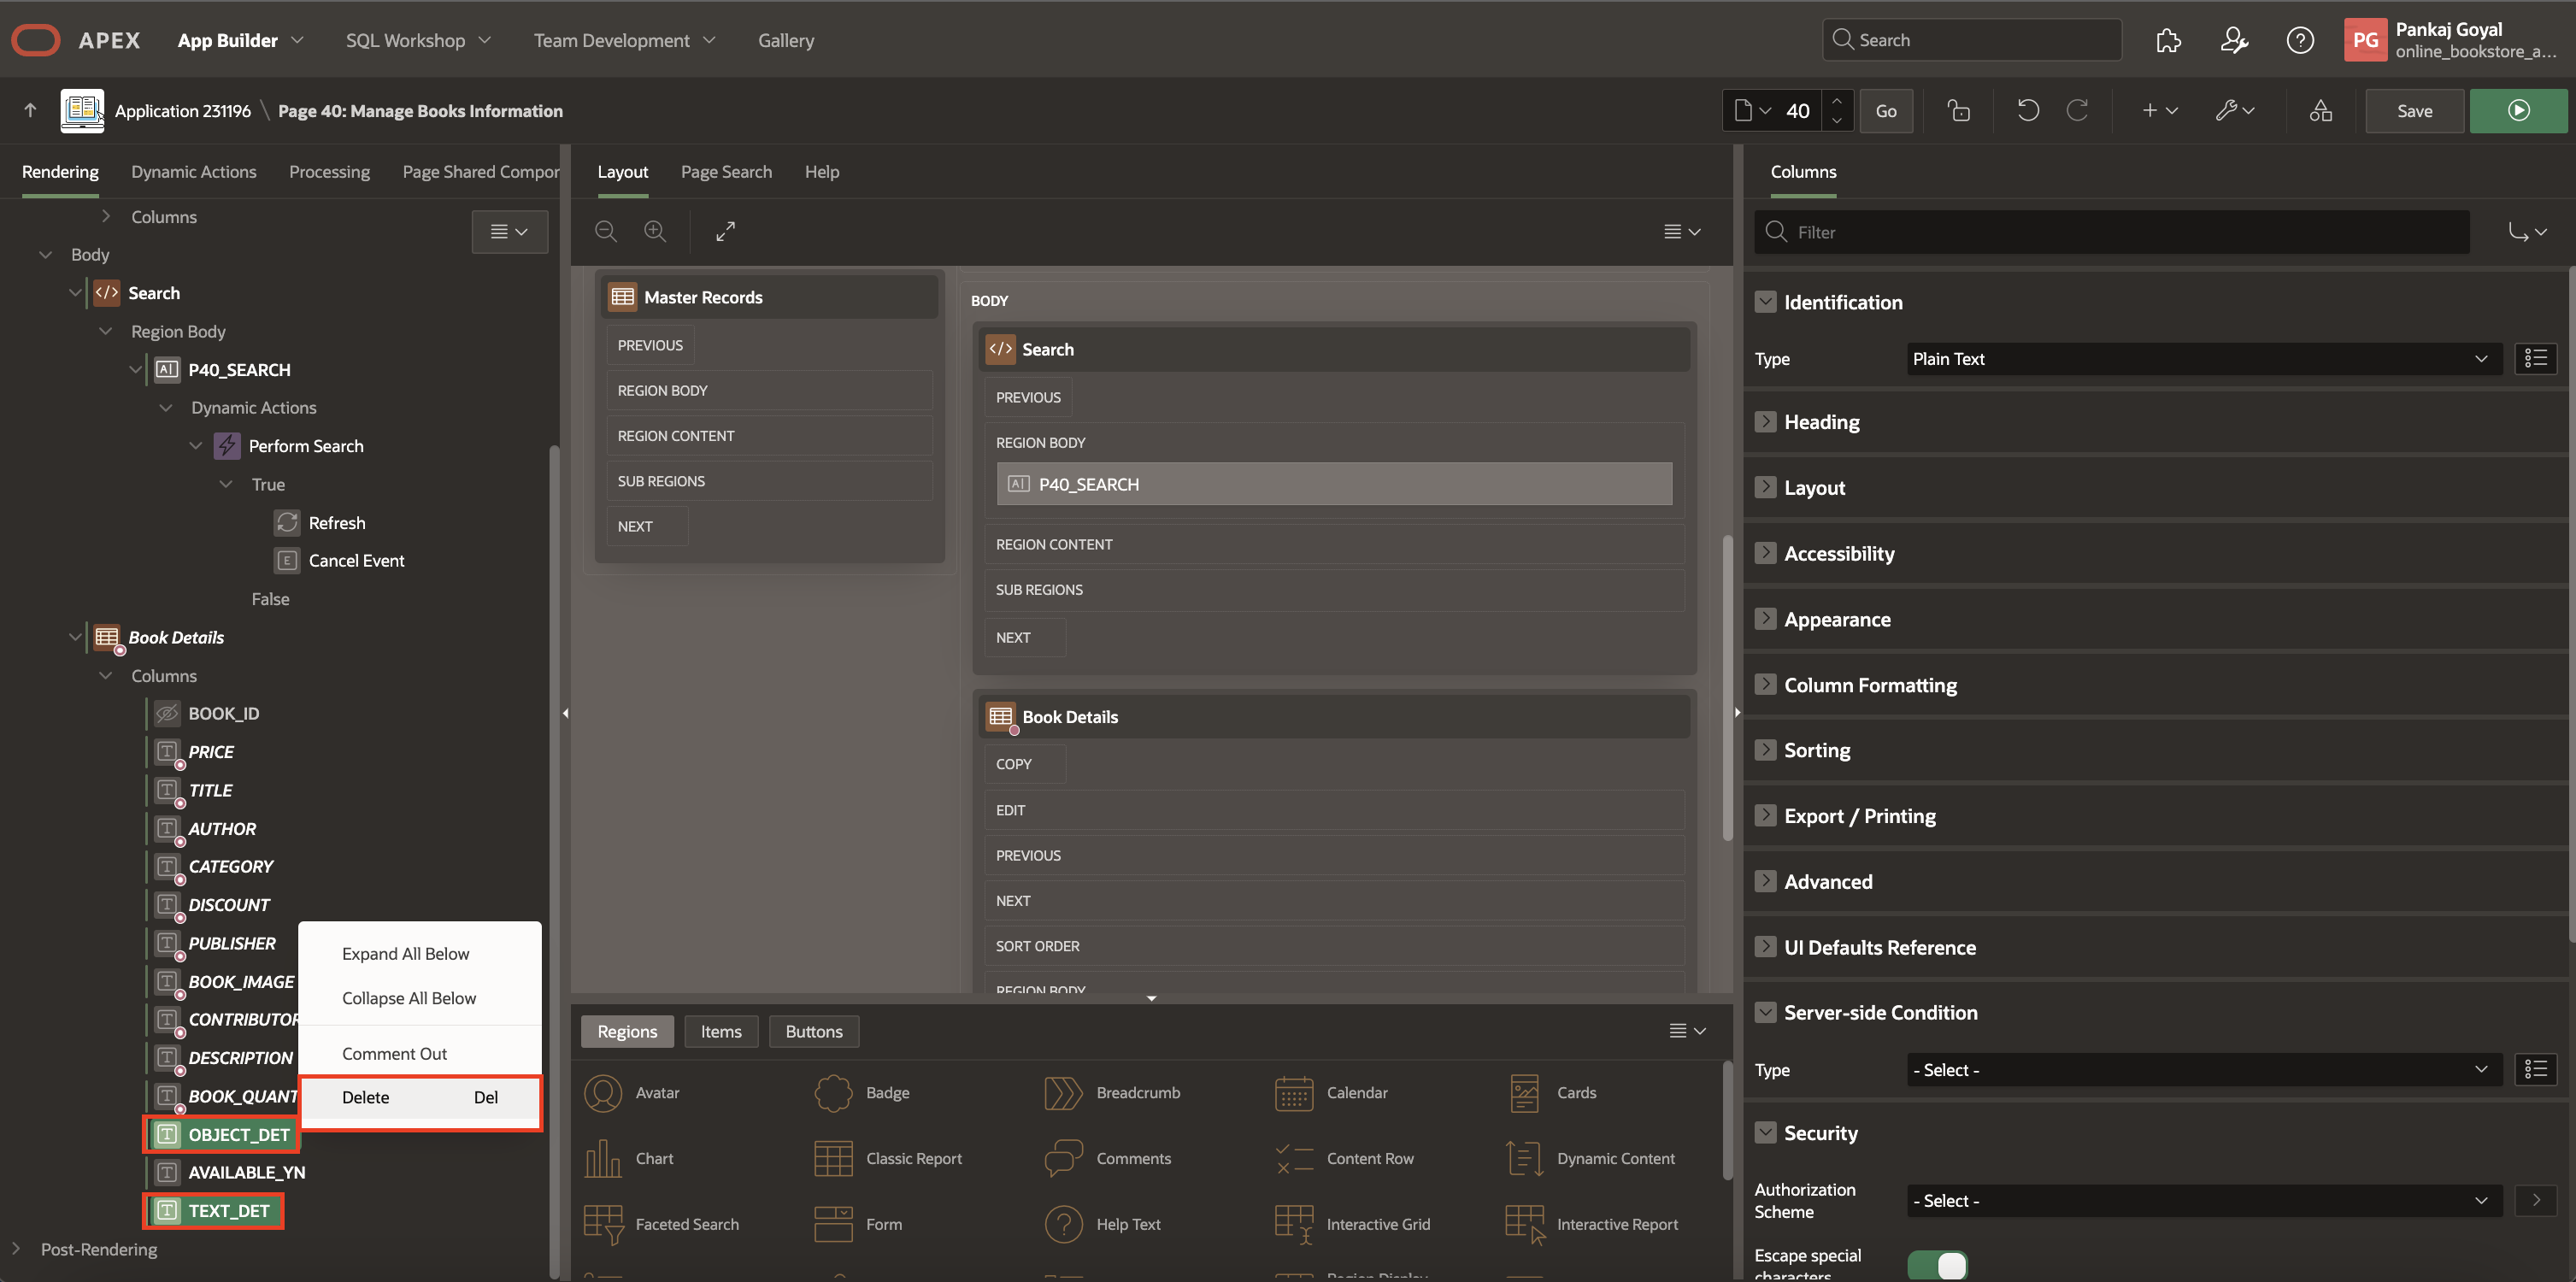 APEX
App Builder
SQL Workshop
Team Development
Gallery
Search
PG
Pankaj Goyal
online_bookstore_a...
Application 231196 \ Page 40: Manage Books Information
40
Go
Save
Rendering
Dynamic Actions
Processing
Page Shared Compor
Columns
Body
Search
Region Body
P40_SEARCH
Dynamic Actions
Perform Search
True
Refresh
Cancel Event
False
Book Details
Columns
BOOK_ID
PRICE
TITLE
AUTHOR
CATEGORY
DISCOUNT
PUBLISHER
BOOK_IMAGE
CONTRIBUTOR
DESCRIPTION
BOOK_QUANT
OBJECT_DET
AVAILABLE_YN
TEXT_DET
Post-Rendering
Expand All Below
Collapse All Below
Comment Out
Delete Del
Layout
Page Search
Help
Master Records
PREVIOUS
REGION BODY
REGION CONTENT
SUB REGIONS
NEXT
BODY
Search
PREVIOUS
REGION BODY
P40_SEARCH
REGION CONTENT
SUB REGIONS
NEXT
Book Details
COPY
EDIT
PREVIOUS
NEXT
SORT ORDER
REGION BODY
Regions
Items
Buttons
Avatar
Badge
Breadcrumb
Calendar
Cards
Chart
Classic Report
Comments
Content Row
Dynamic Content
Faceted Search
Form
Help Text
Interactive Grid
Interactive Report
Region Display
Columns
Filter
Identification
Type
Plain Text
Heading
Layout
Accessibility
Appearance
Column Formatting
Sorting
Export / Printing
Advanced
UI Defaults Reference
Server-side Condition
Type
- Select -
Security
Authorization
Scheme
- Select -
Escape special
characters